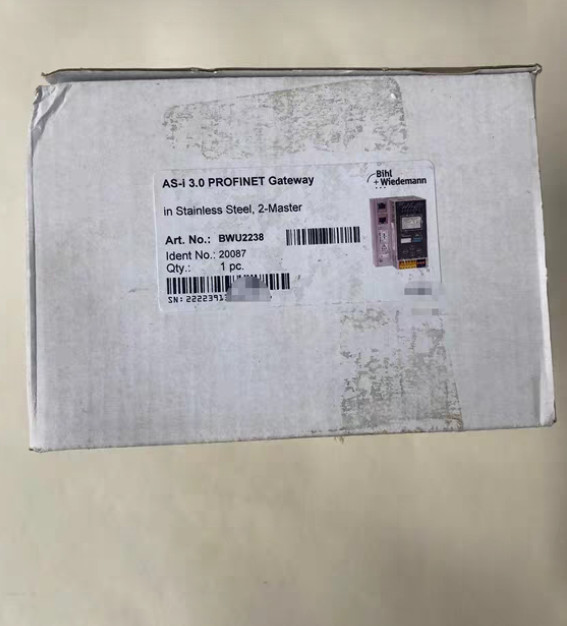 AS-i 3.0 PROFINET Gateway
Bihl
+Wiedemann
in Stainless Steel, 2-Master
Art. No.: BWU2238
Ident No.: 20087
Qty.: 1 pc.
SN: